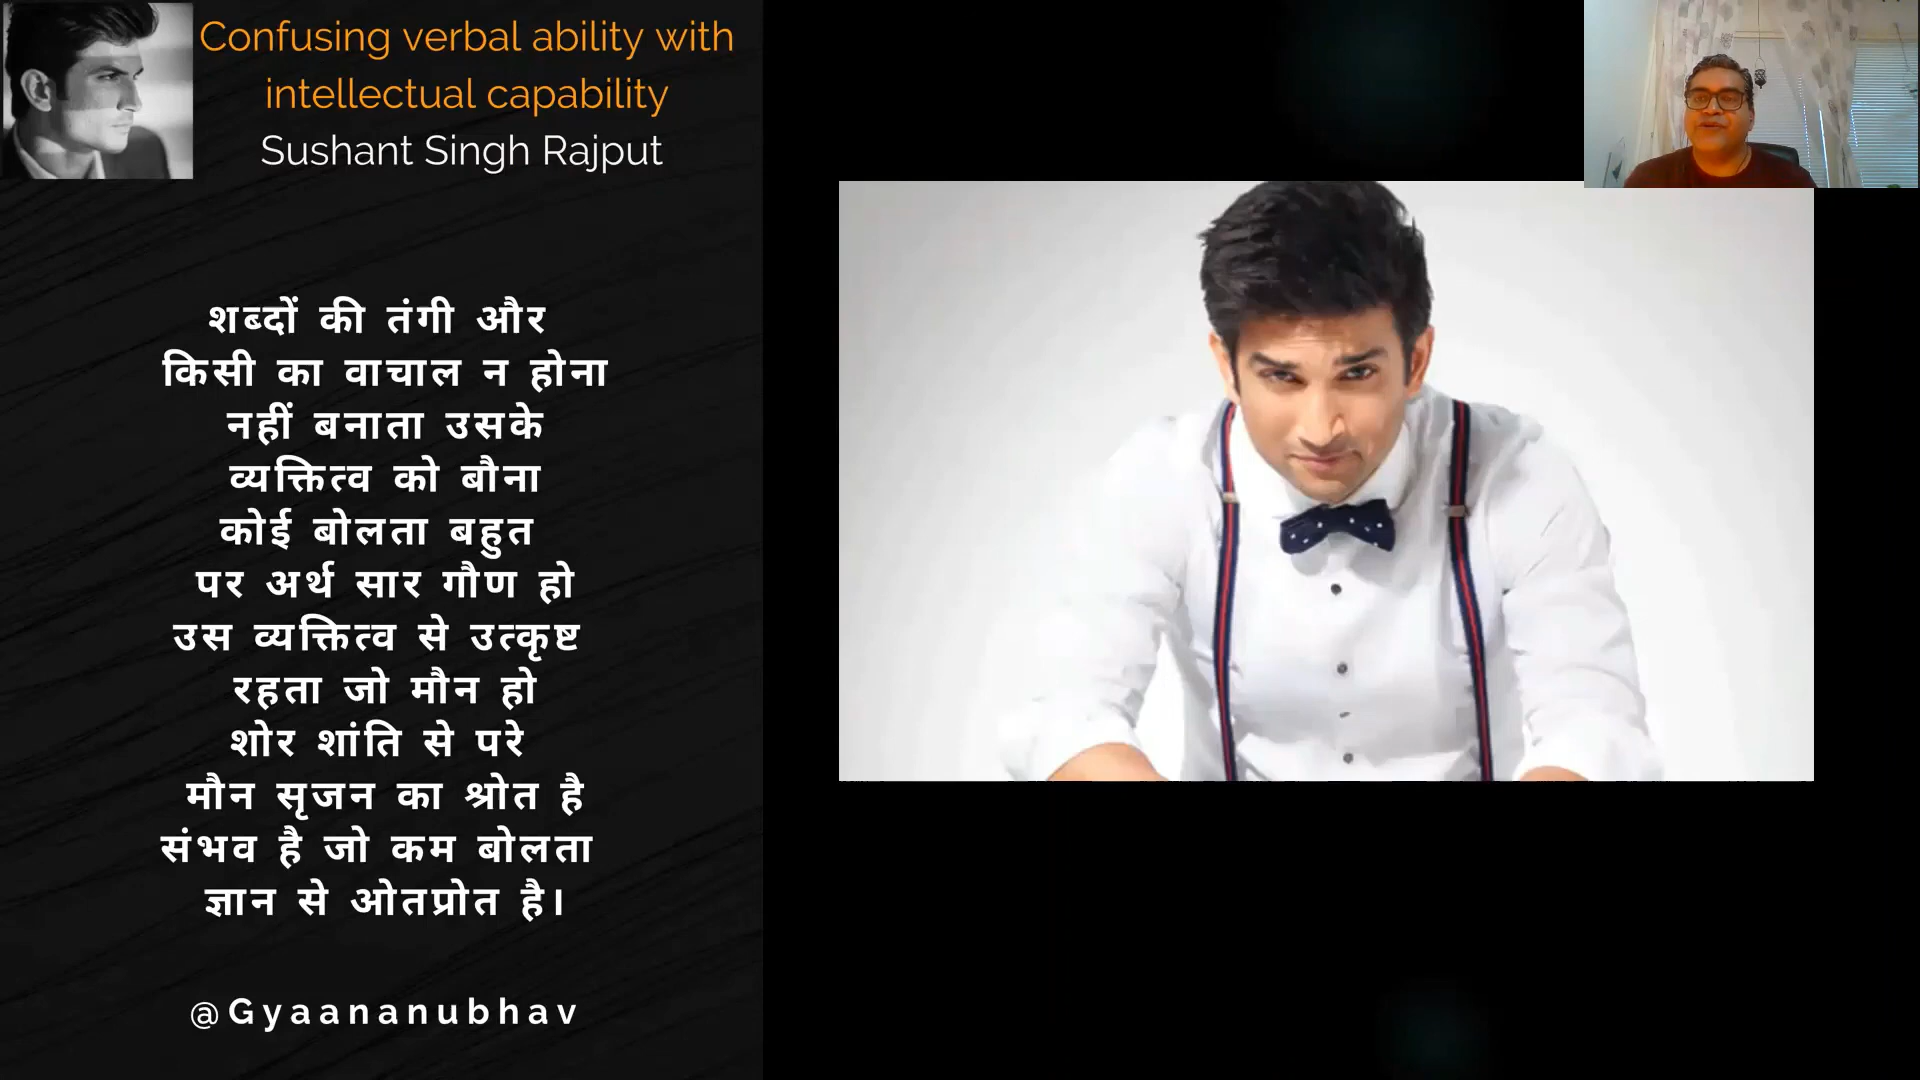 Confusing verbal ability with
intellectual capability
Sushant Singh Rajput
शब्दों की तंगी और
किसी का वाचाल न होना
नहीं बनाता उसके
व्यक्तित्व को बौना
कोई बोलता बहुत
पर अर्थ सार गौण हो
उस व्यक्तित्व से उत्कृष्ट
रहता जो मौन हो
शोर शांति से परे
मौन सृजन का श्रोत है
संभव है जो कम बोलता
ज्ञान से ओतप्रोत है।
@Gyaananubhav